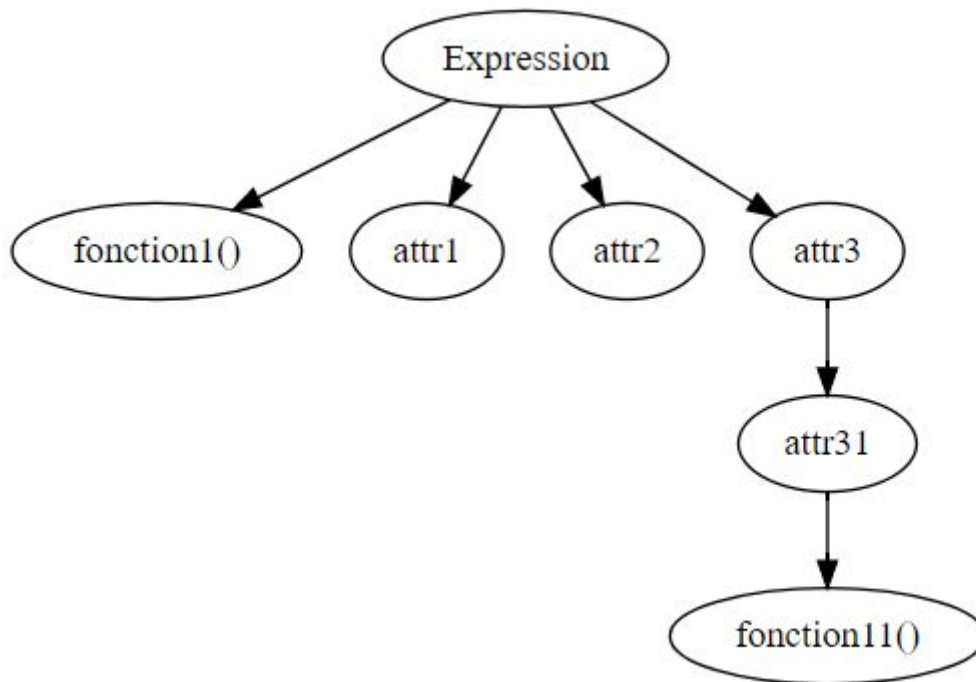 Expression
fonction1()
attr1
attr2
attr3
attr31
fonction11()